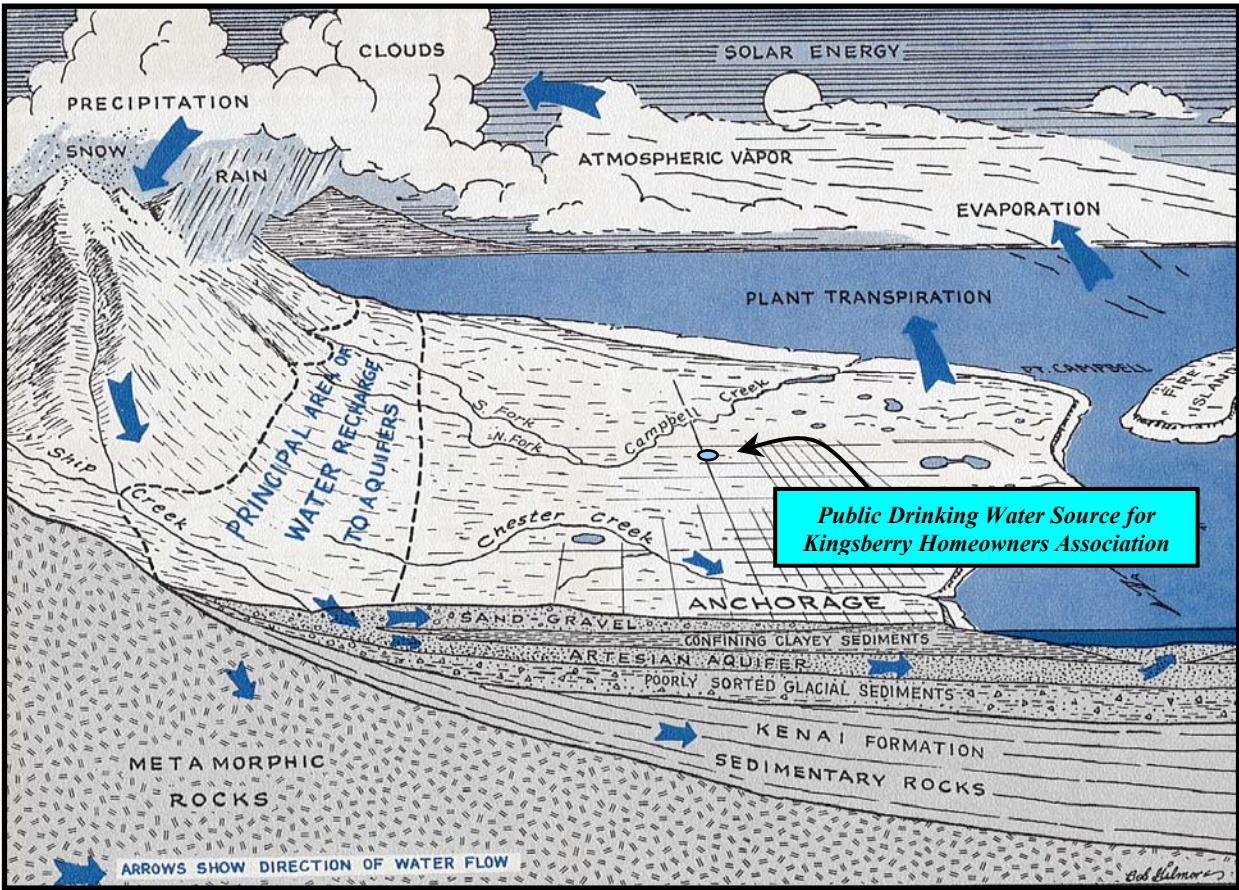 CLOUDS
SOLAR ENERGY
PRECIPITATION
SNOW
RAIN
ATMOSPHERIC VAPOR
EVAPORATION
PLANT TRANSPIRATION
PT. CAMPBELL
FIRE
ISLAND
PRINCIPAL AREA OF
WATER RECHARGE
TO AQUIFERS
S. Fork
N. Fork
Campbell Creek
Ship
Creek
Chester Creek
Public Drinking Water Source for
Kingsberry Homeowners Association
ANCHORAGE
SAND-GRAVEL
CONFINING CLAYEY SEDIMENTS
ARTESIAN AQUIFER
POORLY SORTED GLACIAL SEDIMENTS
KENAI FORMATION
SEDIMENTARY ROCKS
METAMORPHIC
ROCKS
ARROWS SHOW DIRECTION OF WATER FLOW
Bob Gilmore